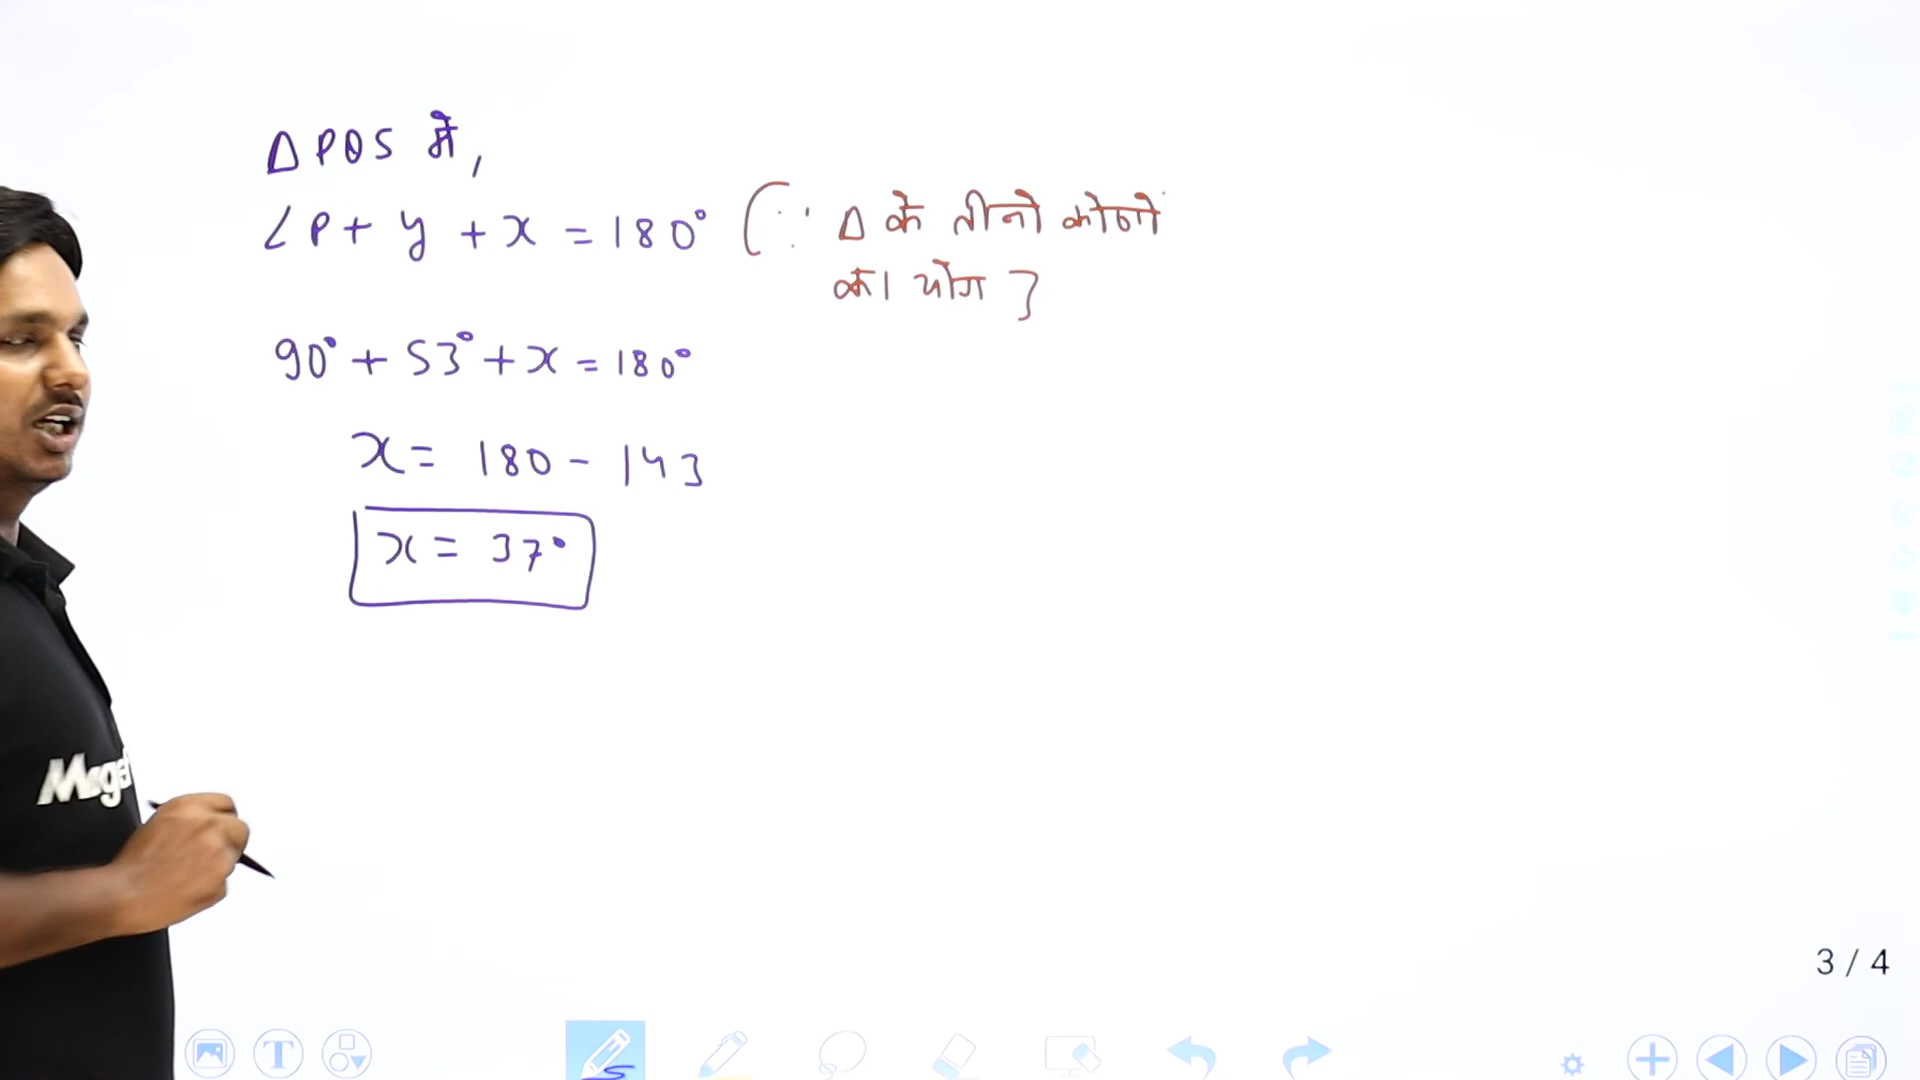 Δ PQS में,
∠P + y + x = 180° (∵ Δ के तीनो कोणो
का योग }
90° + 53° + x = 180°
x = 180 - 143
x = 37°
3 / 4
T